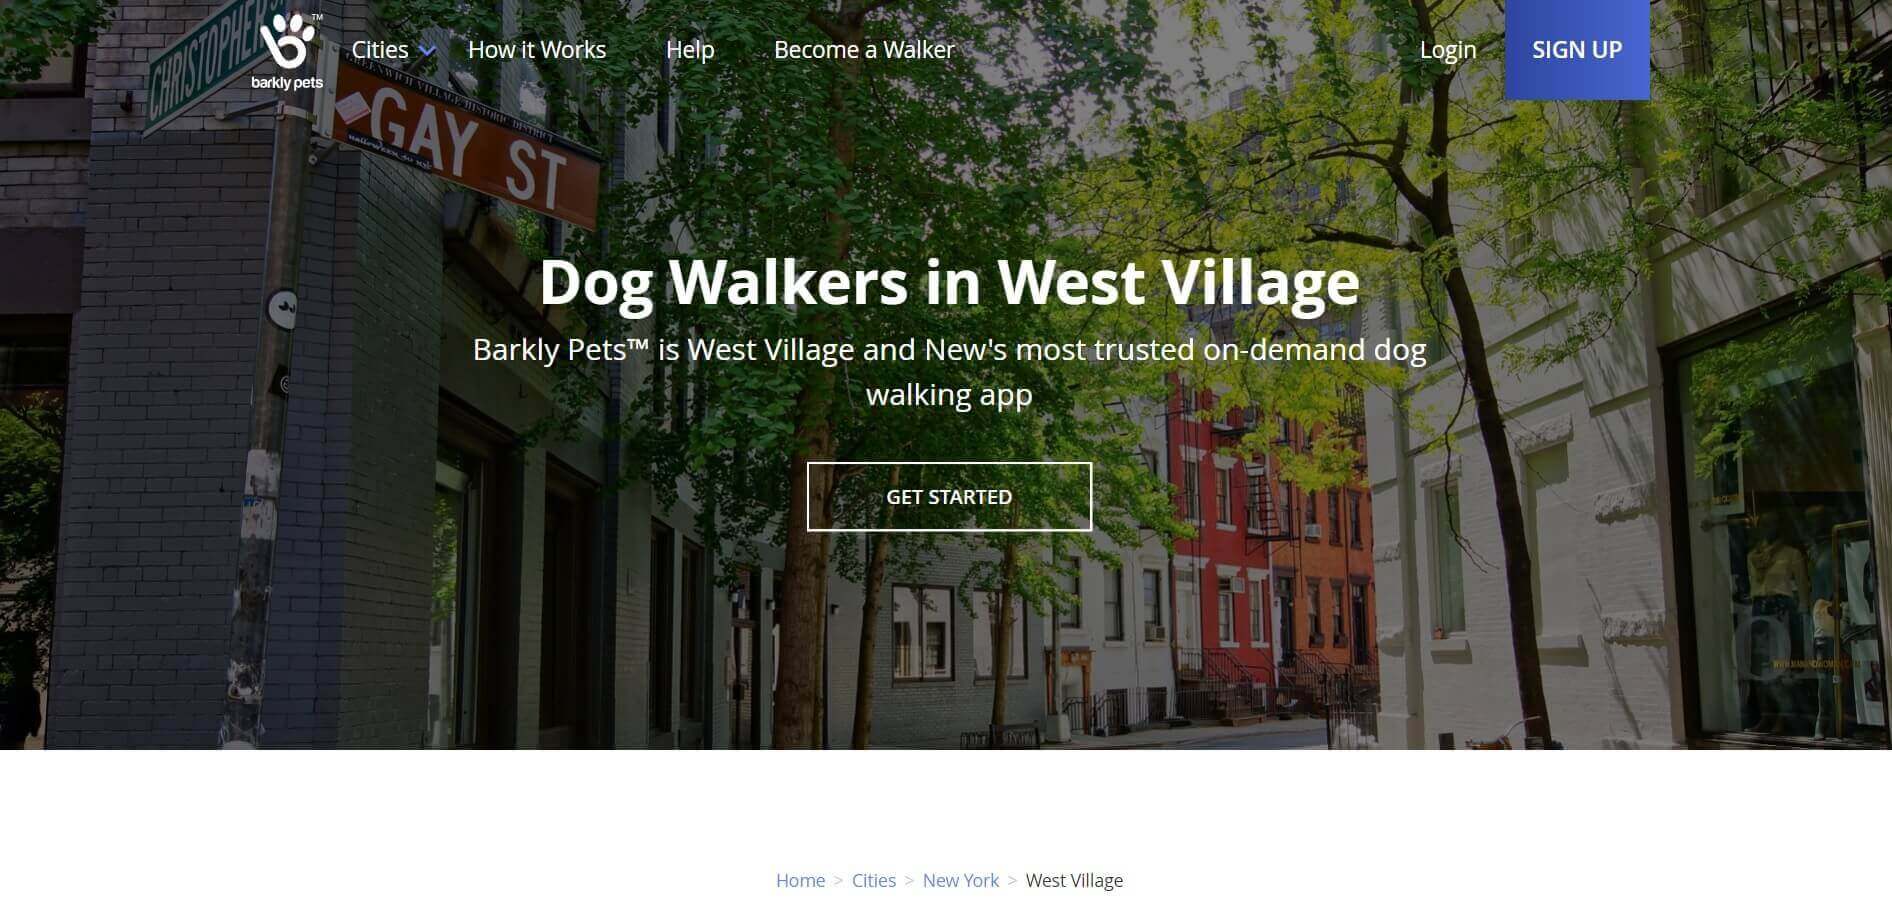 CHRISTOPHER
barkly pets
TM
Cities
How it Works
Help
Become a Walker
Login
SIGN UP
GREENWICH VILLAGE HISTORIC DISTRICT
GAY ST
Dog Walkers in West Village
Barkly Pets™ is West Village and New's most trusted on-demand dog
walking app
GET STARTED
Home > Cities > New York > West Village